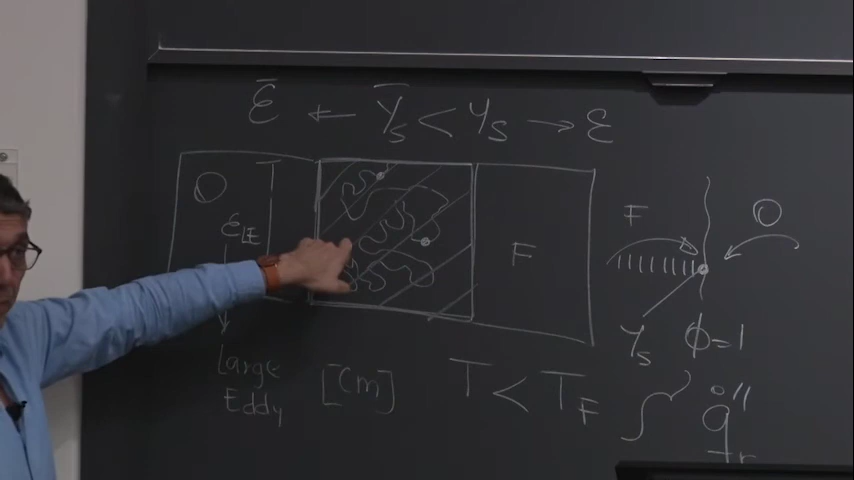 ε̄ ← Ȳs < Ys → ε
O
εLE
F
F O
Ys ϕ=1
Large
Eddy
[Cm]
T < TF
q̇″